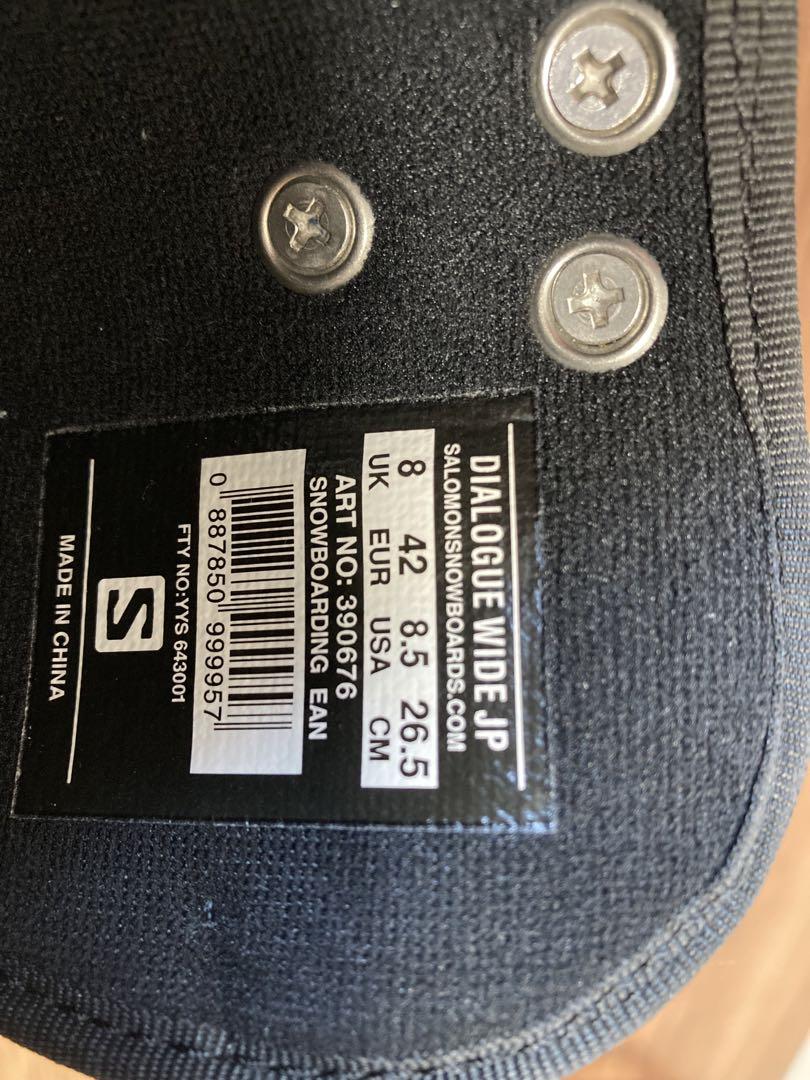 DIALOGUE WIDE JP
SALOMONSNOWBOARDS.COM
8 42 8.5 26.5
UK EUR USA CM
ART NO: 390676
SNOWBOARDING EAN
0 887850 999957
FTY NO:YYS 643001
S
MADE IN CHINA